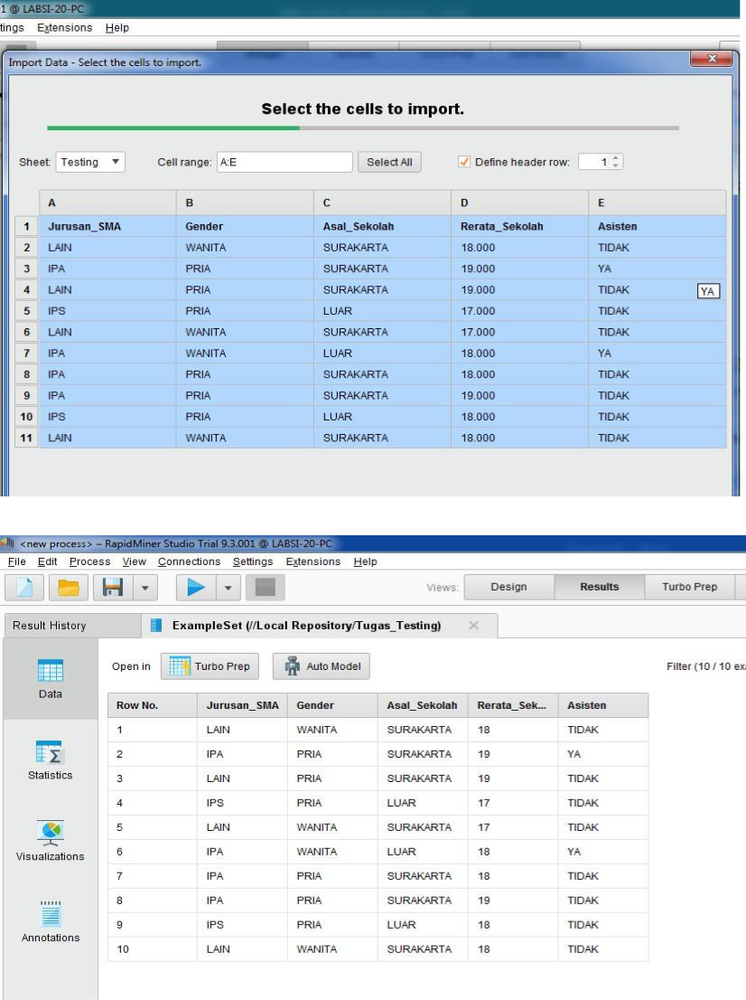 1 @ LABSI-20-PC
tings Extensions Help
Import Data - Select the cells to import.
Select the cells to import.
Sheet: Testing Cell range: A:E Select All Define header row: 1
A B C D E
1 Jurusan_SMA Gender Asal_Sekolah Rerata_Sekolah Asisten
2 LAIN WANITA SURAKARTA 18.000 TIDAK
3 IPA PRIA SURAKARTA 19.000 YA
4 LAIN PRIA SURAKARTA 19.000 TIDAK YA
5 IPS PRIA LUAR 17.000 TIDAK
6 LAIN WANITA SURAKARTA 17.000 TIDAK
7 IPA WANITA LUAR 18.000 YA
8 IPA PRIA SURAKARTA 18.000 TIDAK
9 IPA PRIA SURAKARTA 19.000 TIDAK
10 IPS PRIA LUAR 18.000 TIDAK
11 LAIN WANITA SURAKARTA 18.000 TIDAK
<new process> – RapidMiner Studio Trial 9.3.001 @ LABSI-20-PC
File Edit Process View Connections Settings Extensions Help
Views: Design Results Turbo Prep
Result History ExampleSet (//Local Repository/Tugas_Testing)
Data
Open in Turbo Prep Auto Model Filter (10 / 10 exa
Row No. Jurusan_SMA Gender Asal_Sekolah Rerata_Sek... Asisten
1 LAIN WANITA SURAKARTA 18 TIDAK
2 IPA PRIA SURAKARTA 19 YA
3 LAIN PRIA SURAKARTA 19 TIDAK
4 IPS PRIA LUAR 17 TIDAK
5 LAIN WANITA SURAKARTA 17 TIDAK
6 IPA WANITA LUAR 18 YA
7 IPA PRIA SURAKARTA 18 TIDAK
8 IPA PRIA SURAKARTA 19 TIDAK
9 IPS PRIA LUAR 18 TIDAK
10 LAIN WANITA SURAKARTA 18 TIDAK
Statistics
Visualizations
Annotations